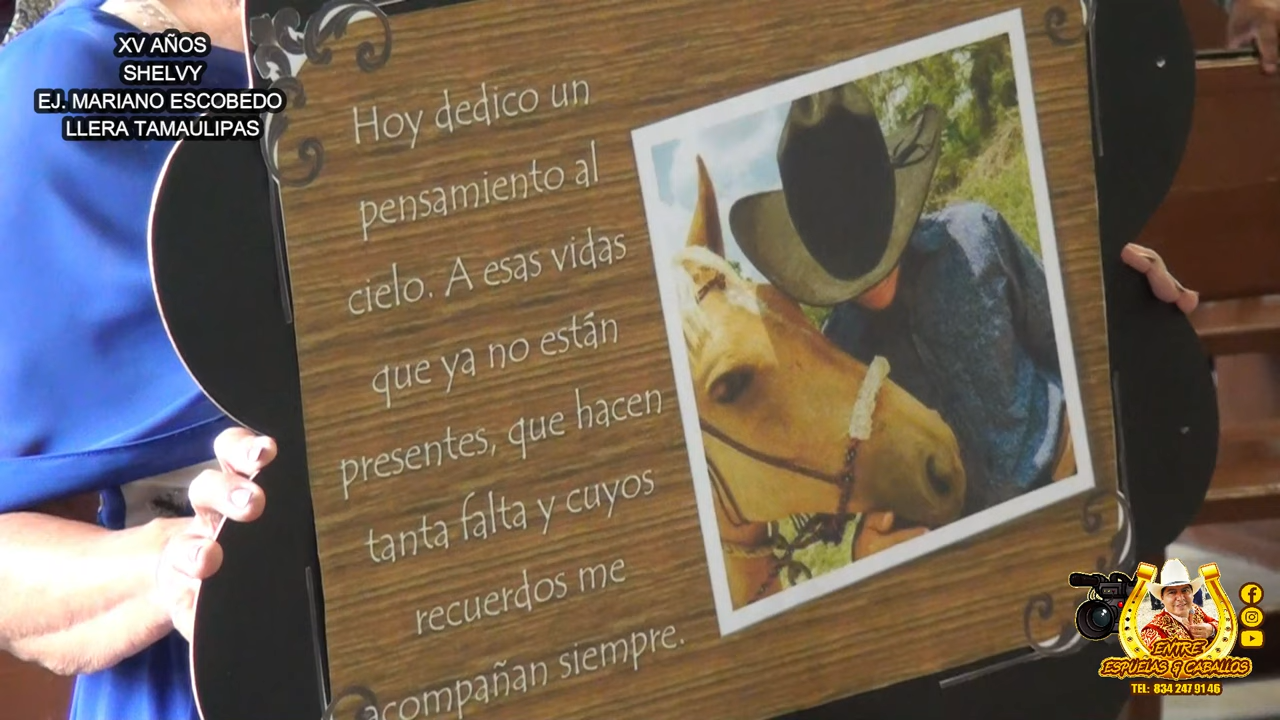 XV AÑOS
SHELVY
EJ. MARIANO ESCOBEDO
LLERA TAMAULIPAS
Hoy dedico un
pensamiento al
cielo. A esas vidas
que ya no están
presentes, que hacen
tanta falta y cuyos
recuerdos me
acompañan siempre.
ENTRE
ESPUELAS Y CABALLOS
TEL: 834 247 91 46